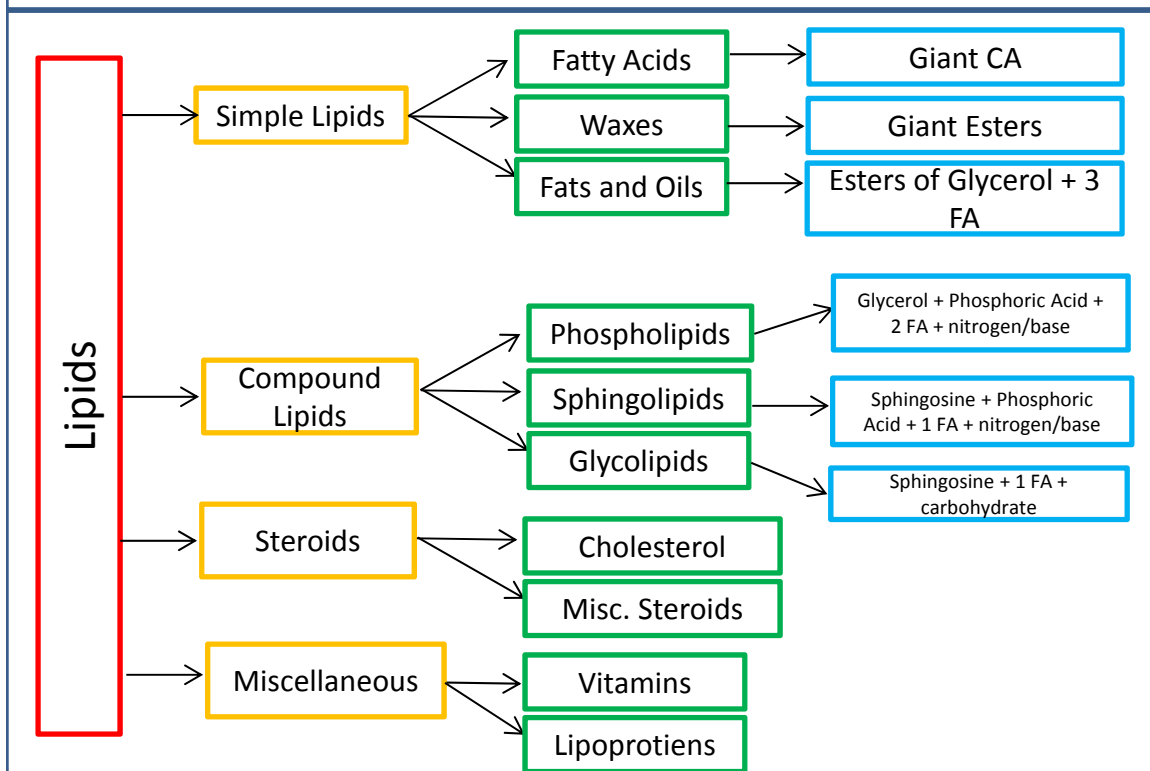 Lipids
Simple Lipids
Fatty Acids
Giant CA
Waxes
Giant Esters
Fats and Oils
Esters of Glycerol + 3
FA
Compound
Lipids
Phospholipids
Glycerol + Phosphoric Acid +
2 FA + nitrogen/base
Sphingolipids
Sphingosine + Phosphoric
Acid + 1 FA + nitrogen/base
Glycolipids
Sphingosine + 1 FA +
carbohydrate
Steroids
Cholesterol
Misc. Steroids
Miscellaneous
Vitamins
Lipoprotiens